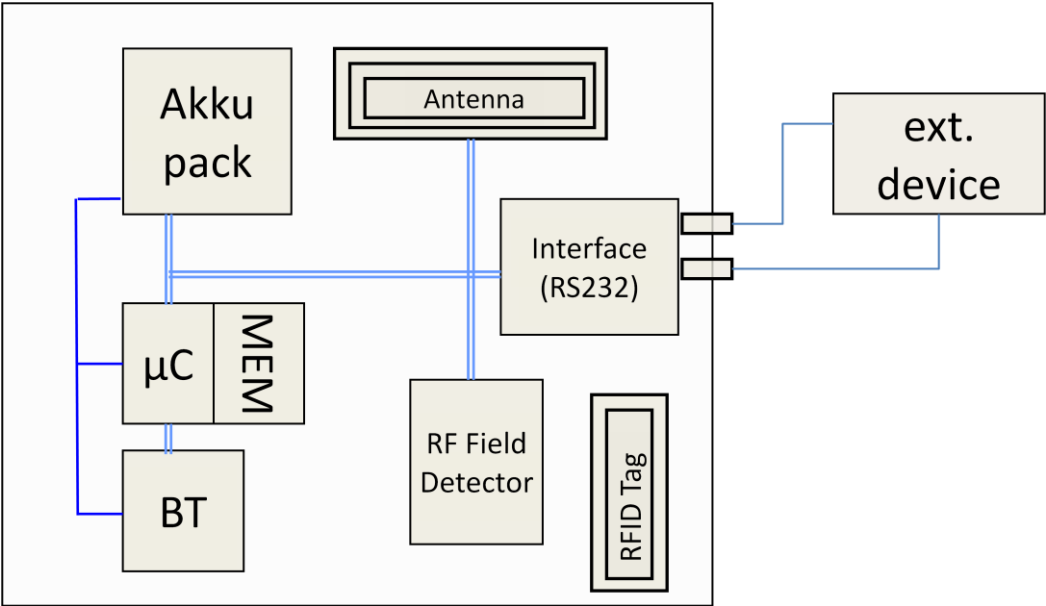 Akku
pack
Antenna
ext.
device
Interface
(RS232)
µC
MEM
RF Field
Detector
BT
RFID Tag